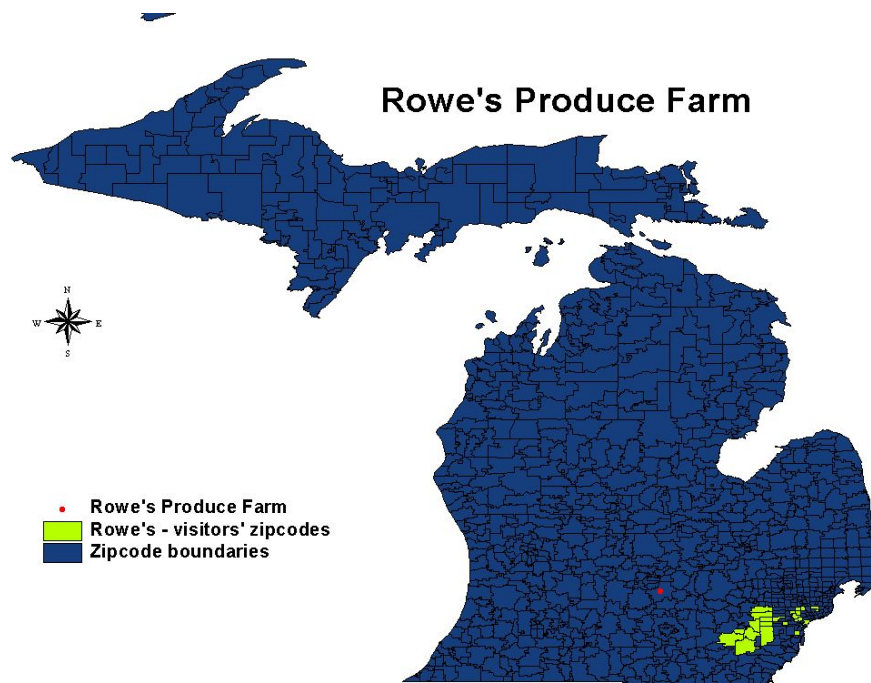 Rowe's Produce Farm
N
W
E
S
Rowe's Produce Farm
Rowe's - visitors' zipcodes
Zipcode boundaries